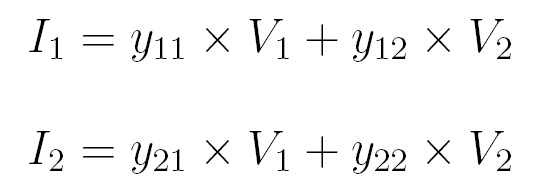 I₁ = y₁₁ × V₁ + y₁₂ × V₂
I₂ = y₂₁ × V₁ + y₂₂ × V₂